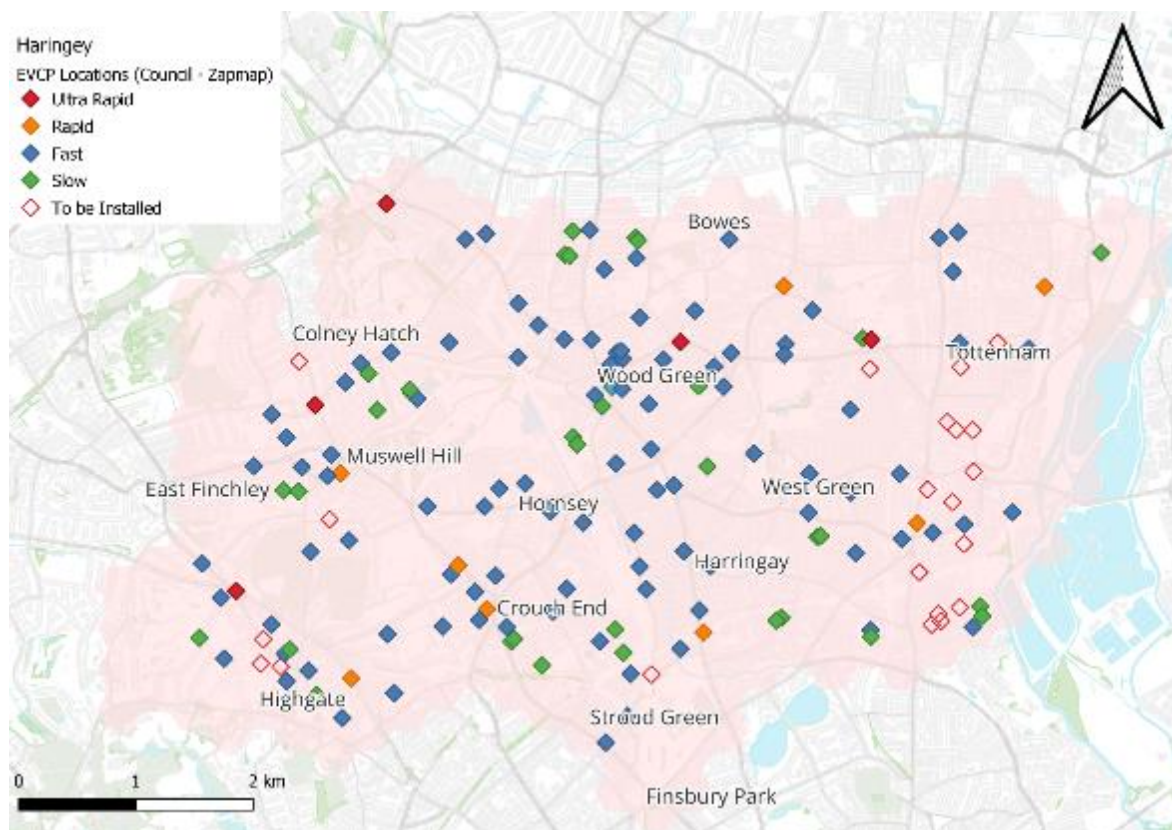 Haringey
EVCP Locations (Council - Zapmap)
Ultra Rapid
Rapid
Fast
Slow
To be Installed
Bowes
Colney Hatch
Tottenham
Wood Green
Muswell Hill
East Finchley
West Green
Hornsey
Harringay
Crouch End
Highgate
Stroud Green
Finsbury Park
0 1 2 km